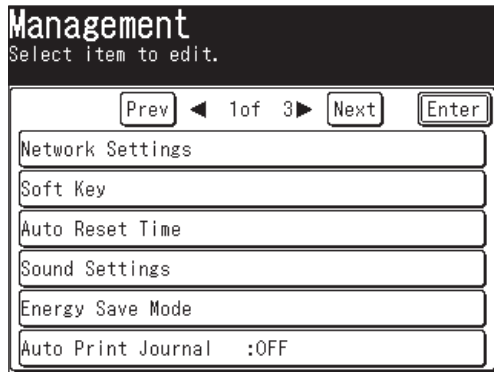 Management
Select item to edit.
Prev ◀ 1of 3▶ Next Enter
Network Settings
Soft Key
Auto Reset Time
Sound Settings
Energy Save Mode
Auto Print Journal :OFF